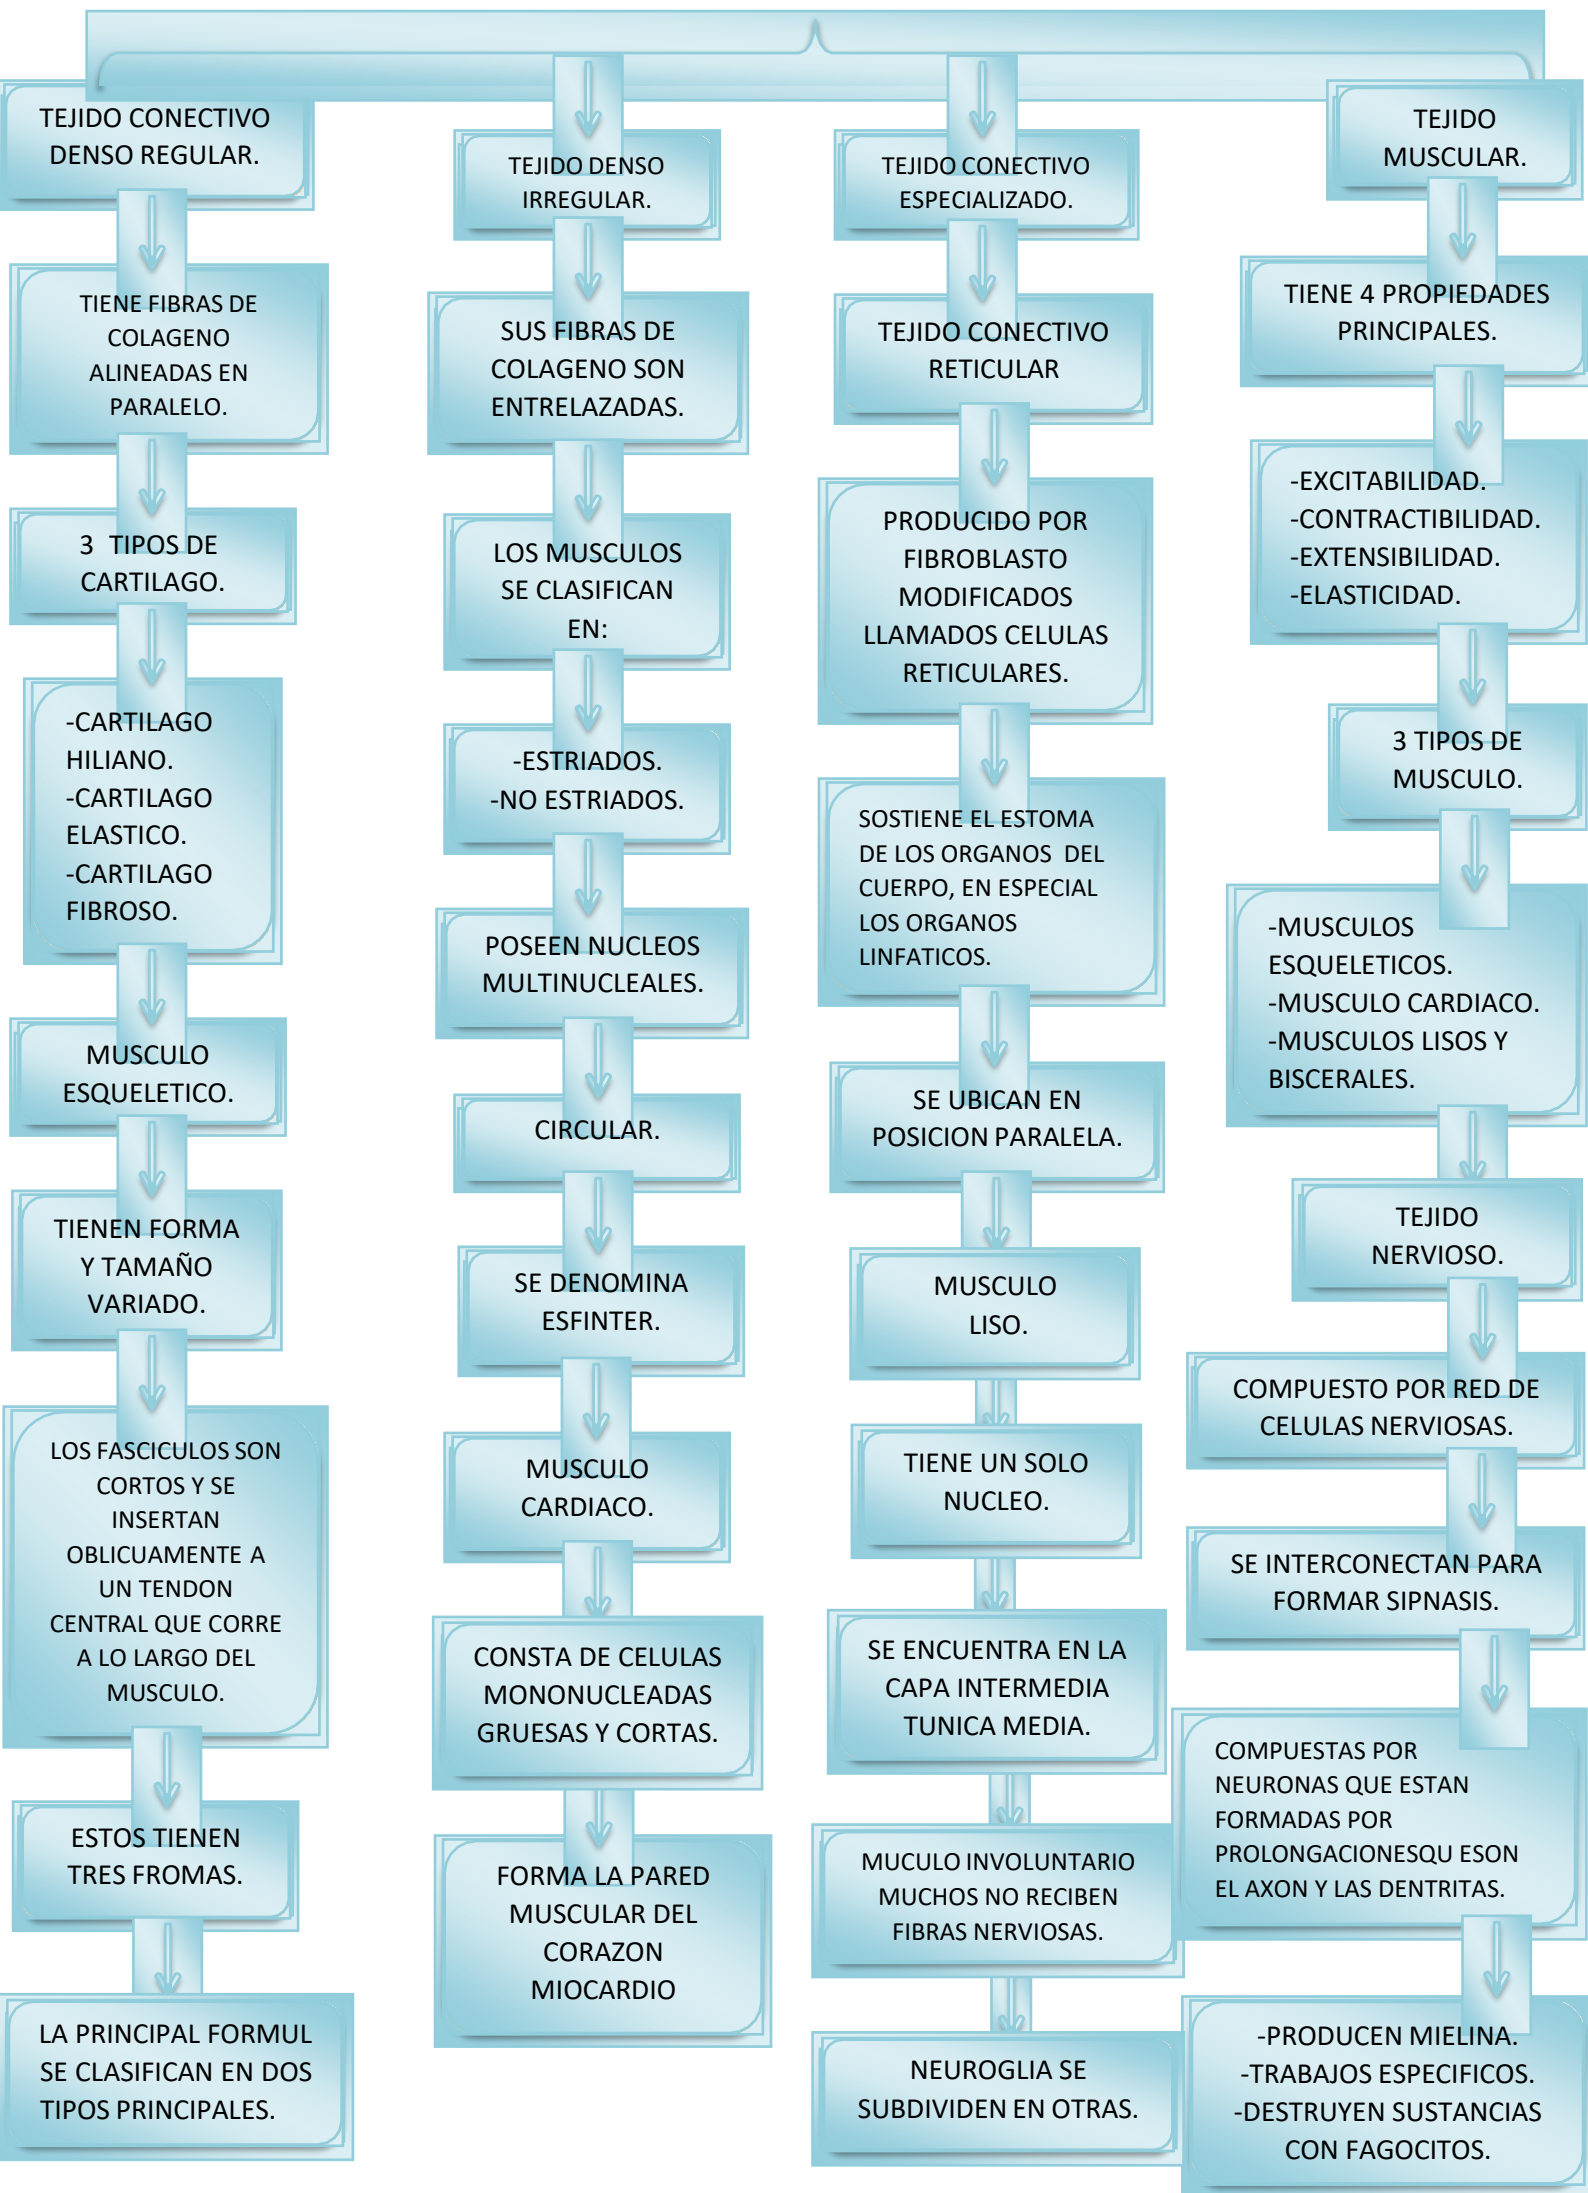 TEJIDO CONECTIVO
DENSO REGULAR.
TIENE FIBRAS DE
COLAGENO
ALINEADAS EN
PARALELO.
3 TIPOS DE
CARTILAGO.
-CARTILAGO
HILIANO.
-CARTILAGO
ELASTICO.
-CARTILAGO
FIBROSO.
MUSCULO
ESQUELETICO.
TIENEN FORMA
Y TAMAÑO
VARIADO.
LOS FASCICULOS SON
CORTOS Y SE
INSERTAN
OBLICUAMENTE A
UN TENDON
CENTRAL QUE CORRE
A LO LARGO DEL
MUSCULO.
ESTOS TIENEN
TRES FROMAS.
LA PRINCIPAL FORMUL
SE CLASIFICAN EN DOS
TIPOS PRINCIPALES.
TEJIDO DENSO
IRREGULAR.
SUS FIBRAS DE
COLAGENO SON
ENTRELAZADAS.
LOS MUSCULOS
SE CLASIFICAN
EN:
-ESTRIADOS.
-NO ESTRIADOS.
POSEEN NUCLEOS
MULTINUCLEALES.
CIRCULAR.
SE DENOMINA
ESFINTER.
MUSCULO
CARDIACO.
CONSTA DE CELULAS
MONONUCLEADAS
GRUESAS Y CORTAS.
FORMA LA PARED
MUSCULAR DEL
CORAZON
MIOCARDIO
TEJIDO CONECTIVO
ESPECIALIZADO.
TEJIDO CONECTIVO
RETICULAR
PRODUCIDO POR
FIBROBLASTO
MODIFICADOS
LLAMADOS CELULAS
RETICULARES.
SOSTIENE EL ESTOMA
DE LOS ORGANOS DEL
CUERPO, EN ESPECIAL
LOS ORGANOS
LINFATICOS.
SE UBICAN EN
POSICION PARALELA.
MUSCULO
LISO.
TIENE UN SOLO
NUCLEO.
SE ENCUENTRA EN LA
CAPA INTERMEDIA
TUNICA MEDIA.
MUCULO INVOLUNTARIO
MUCHOS NO RECIBEN
FIBRAS NERVIOSAS.
NEUROGLIA SE
SUBDIVIDEN EN OTRAS.
TEJIDO
MUSCULAR.
TIENE 4 PROPIEDADES
PRINCIPALES.
-EXCITABILIDAD.
-CONTRACTIBILIDAD.
-EXTENSIBILIDAD.
-ELASTICIDAD.
3 TIPOS DE
MUSCULO.
-MUSCULOS
ESQUELETICOS.
-MUSCULO CARDIACO.
-MUSCULOS LISOS Y
BISCERALES.
TEJIDO
NERVIOSO.
COMPUESTO POR RED DE
CELULAS NERVIOSAS.
SE INTERCONECTAN PARA
FORMAR SIPNASIS.
COMPUESTAS POR
NEURONAS QUE ESTAN
FORMADAS POR
PROLONGACIONESQU ESON
EL AXON Y LAS DENTRITAS.
-PRODUCEN MIELINA.
-TRABAJOS ESPECIFICOS.
-DESTRUYEN SUSTANCIAS
CON FAGOCITOS.